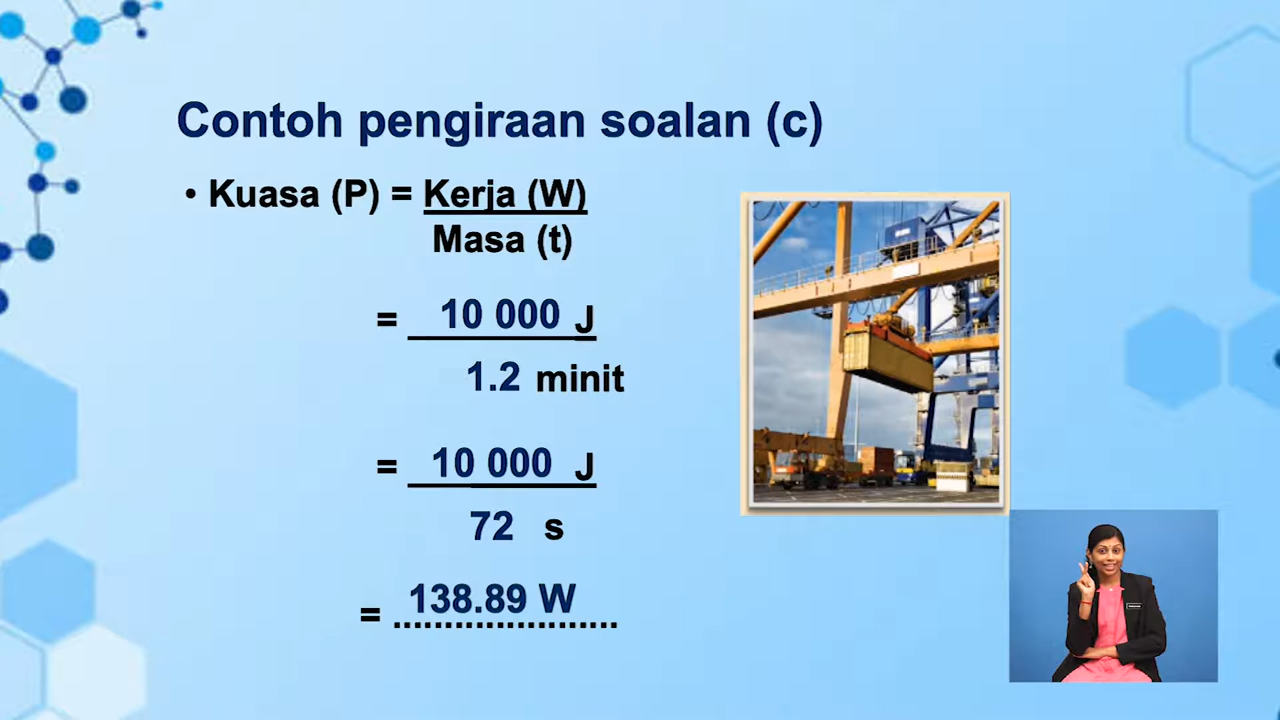 Contoh pengiraan soalan (c)
• Kuasa (P) = Kerja (W)
Masa (t)
= 10 000 J
1.2 minit
= 10 000 J
72 s
= 138.89 W
......................